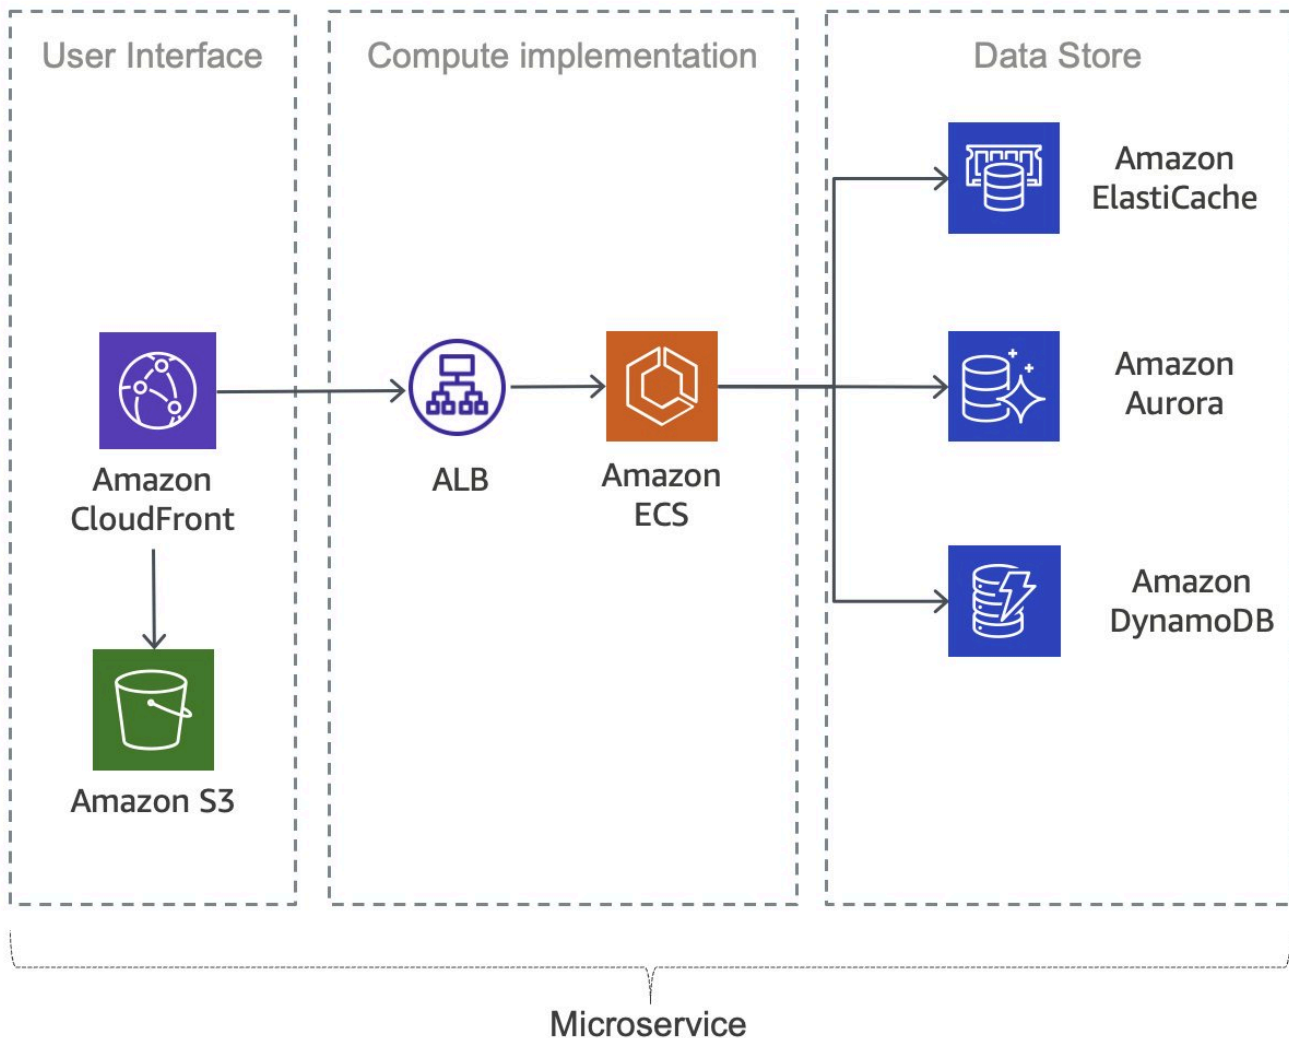 User Interface
Compute implementation
Data Store
Amazon
ElastiCache
Amazon
CloudFront
ALB
Amazon
ECS
Amazon
Aurora
Amazon
DynamoDB
Amazon S3
Microservice